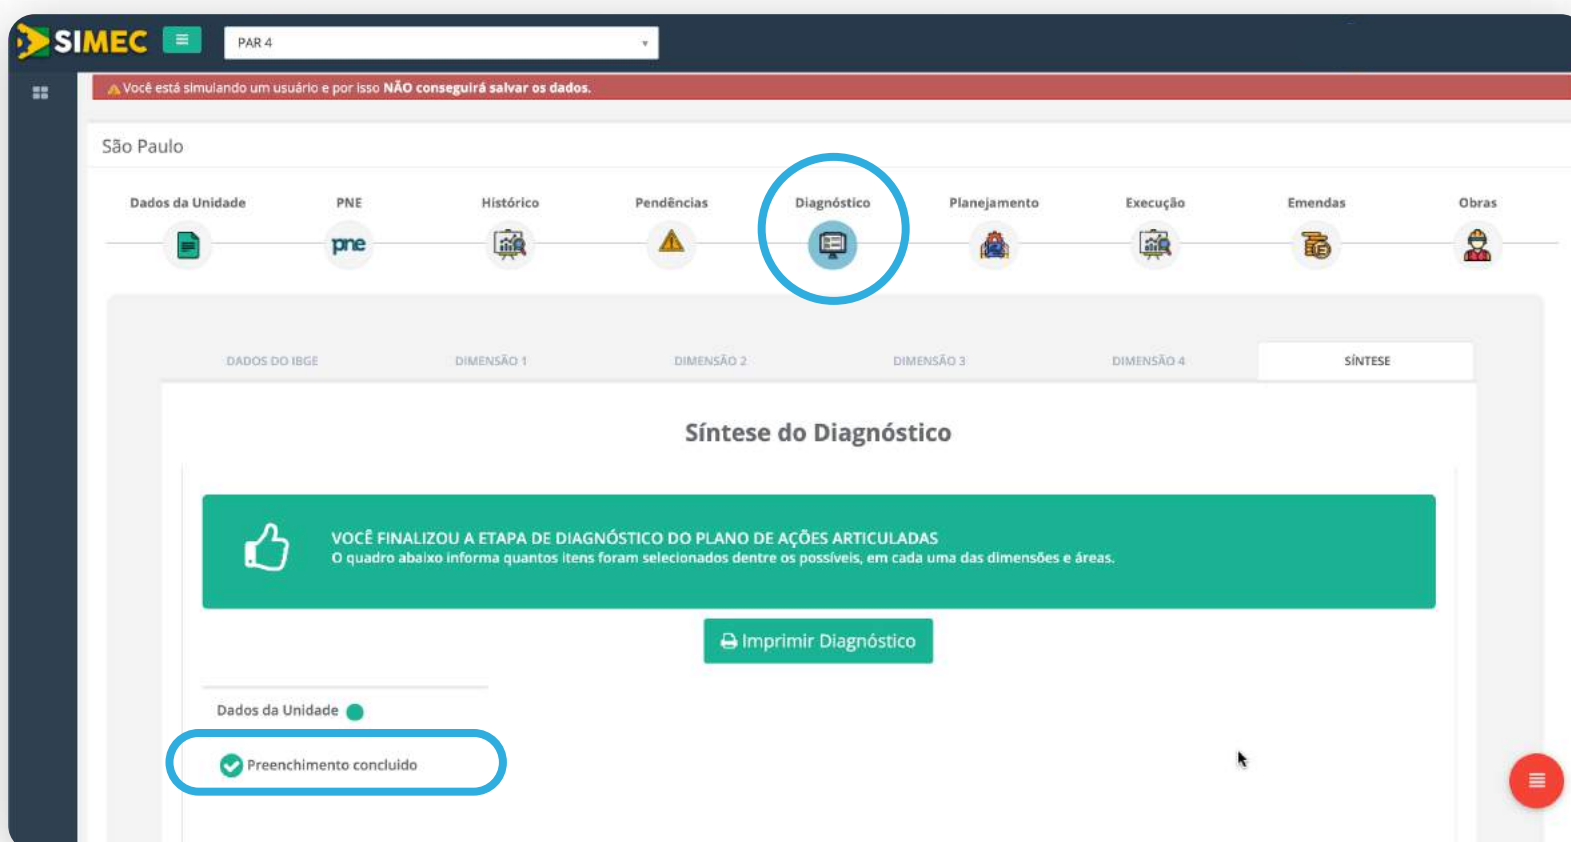 SIMEC
PAR 4
Você está simulando um usuário e por isso NÃO conseguirá salvar os dados.
São Paulo
Dados da Unidade
PNE
Histórico
Pendências
Diagnóstico
Planejamento
Execução
Emendas
Obras
pne
DADOS DO IBGE
DIMENSÃO 1
DIMENSÃO 2
DIMENSÃO 3
DIMENSÃO 4
SÍNTESE
Síntese do Diagnóstico
VOCÊ FINALIZOU A ETAPA DE DIAGNÓSTICO DO PLANO DE AÇÕES ARTICULADAS
O quadro abaixo informa quantos itens foram selecionados dentre os possíveis, em cada uma das dimensões e áreas.
Imprimir Diagnóstico
Dados da Unidade
Preenchimento concluido